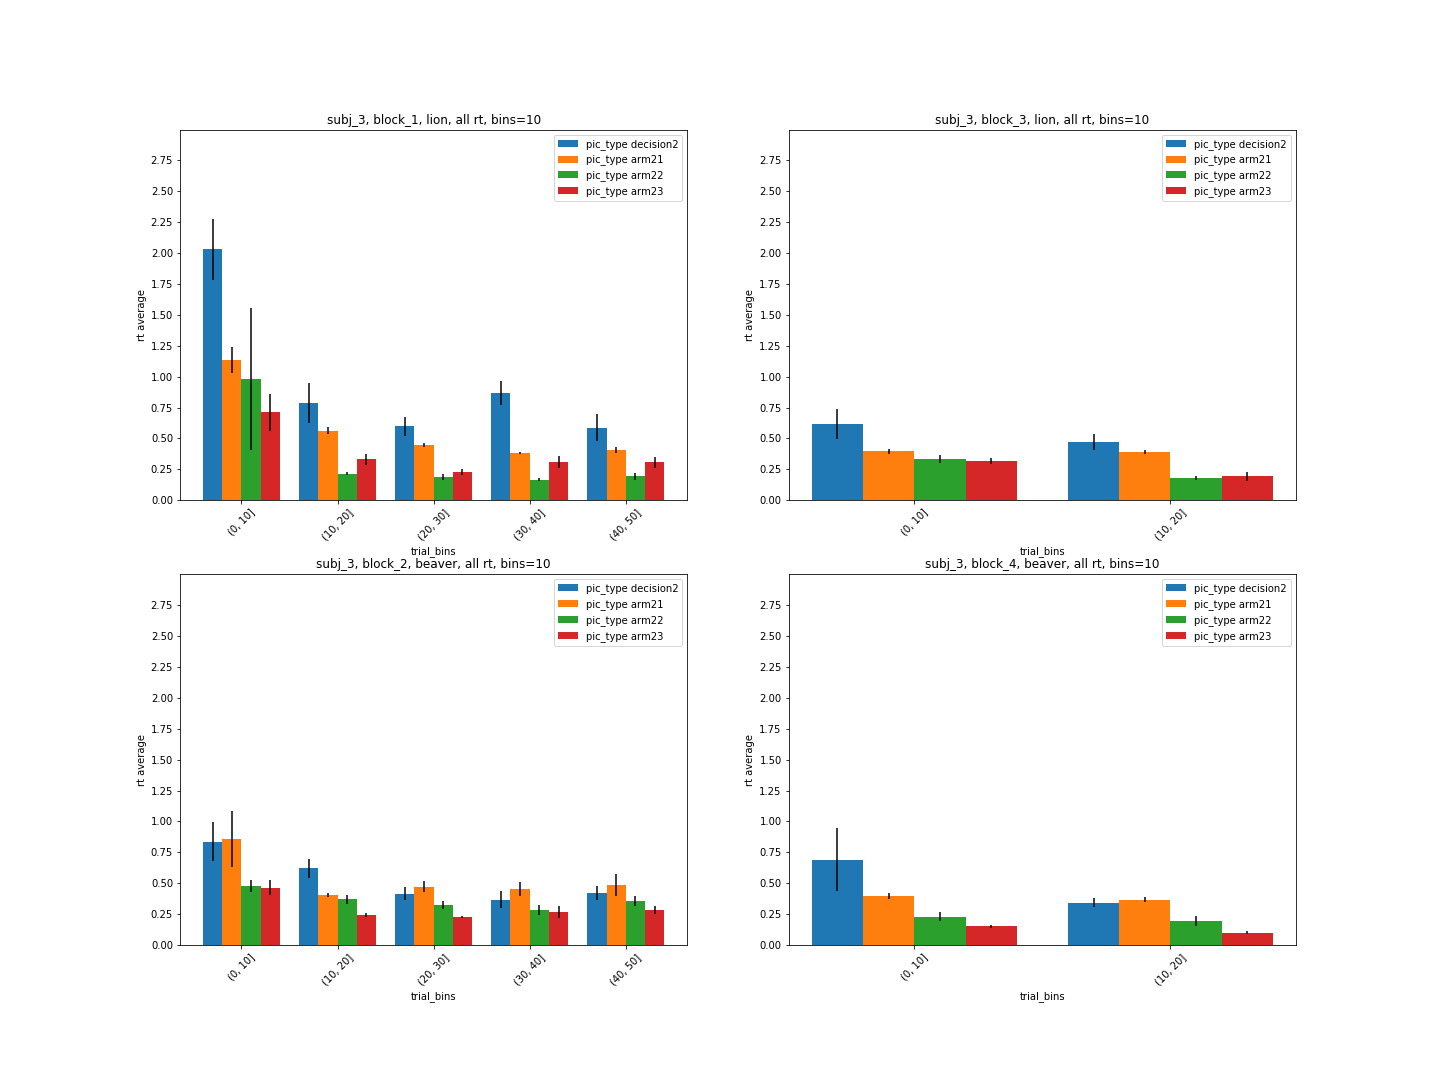 subj_3, block_1, lion, all rt, bins=10
pic_type decision2
pic_type arm21
pic_type arm22
pic_type arm23
2.75
2.50
2.25
2.00
1.75
1.50
1.25
1.00
0.75
0.50
0.25
0.00
rt average
(0, 10]
(10, 20]
(20, 30]
(30, 40]
(40, 50]
trial_bins
subj_3, block_3, lion, all rt, bins=10
pic_type decision2
pic_type arm21
pic_type arm22
pic_type arm23
2.75
2.50
2.25
2.00
1.75
1.50
1.25
1.00
0.75
0.50
0.25
0.00
rt average
(0, 10]
(10, 20]
trial_bins
subj_3, block_2, beaver, all rt, bins=10
pic_type decision2
pic_type arm21
pic_type arm22
pic_type arm23
2.75
2.50
2.25
2.00
1.75
1.50
1.25
1.00
0.75
0.50
0.25
0.00
rt average
(0, 10]
(10, 20]
(20, 30]
(30, 40]
(40, 50]
trial_bins
subj_3, block_4, beaver, all rt, bins=10
pic_type decision2
pic_type arm21
pic_type arm22
pic_type arm23
2.75
2.50
2.25
2.00
1.75
1.50
1.25
1.00
0.75
0.50
0.25
0.00
rt average
(0, 10]
(10, 20]
trial_bins